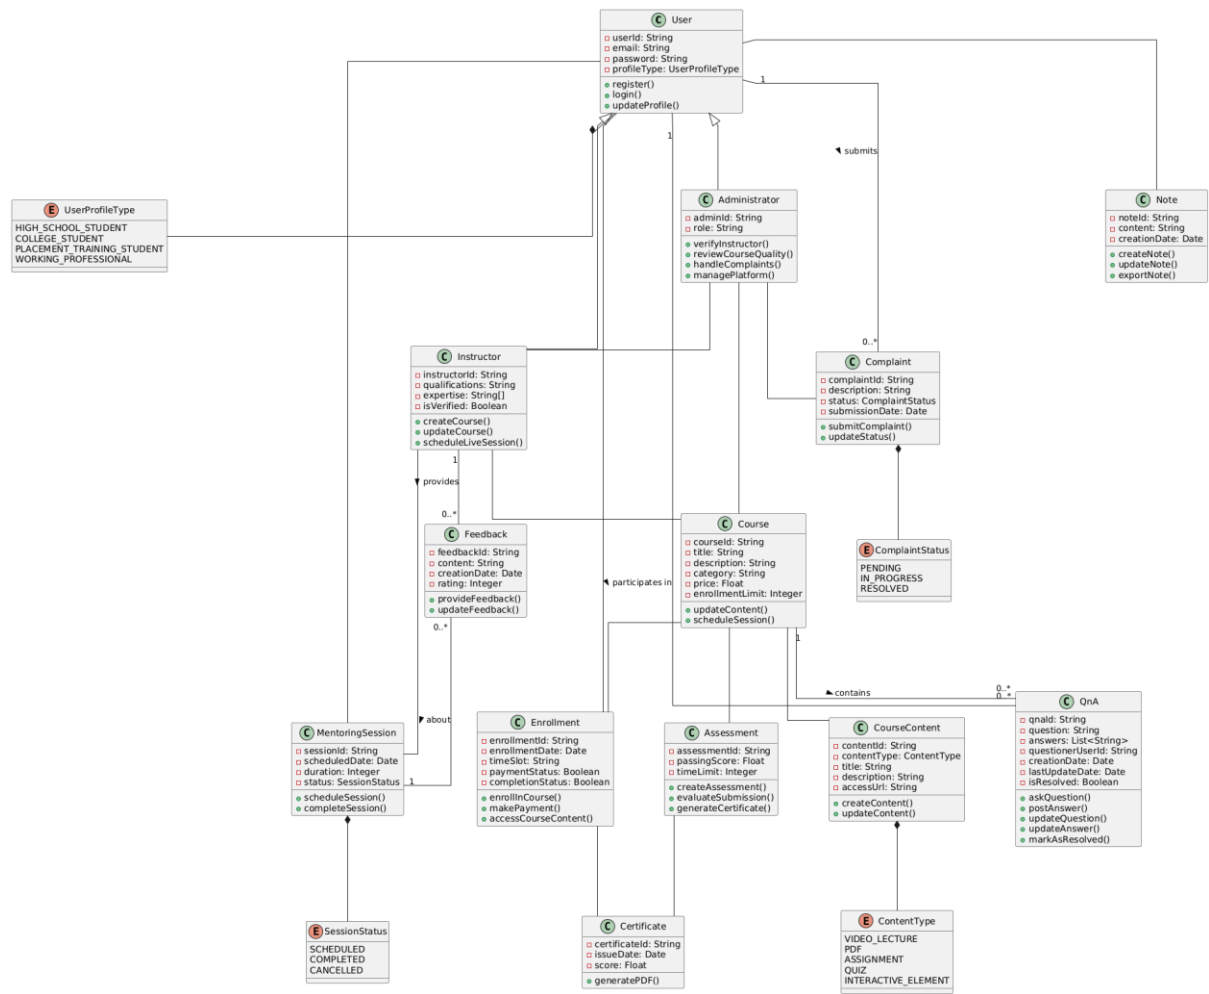 C User
userId: String
email: String
password: String
profileType: UserProfileType
register()
login()
updateProfile()
1
1
submits
E UserProfileType
HIGH_SCHOOL_STUDENT
COLLEGE_STUDENT
PLACEMENT_TRAINING_STUDENT
WORKING_PROFESSIONAL
C Administrator
adminId: String
role: String
verifyInstructor()
reviewCourseQuality()
handleComplaints()
managePlatform()
C Note
noteId: String
content: String
creationDate: Date
createNote()
updateNote()
exportNote()
0..*
C Instructor
instructorId: String
qualifications: String
expertise: String[]
isVerified: Boolean
createCourse()
updateCourse()
scheduleLiveSession()
C Complaint
complaintId: String
description: String
status: ComplaintStatus
submissionDate: Date
submitComplaint()
updateStatus()
1
provides
0..*
C Feedback
feedbackId: String
content: String
creationDate: Date
rating: Integer
provideFeedback()
updateFeedback()
0..*
participates in
C Course
courseId: String
title: String
description: String
category: String
price: Float
enrollmentLimit: Integer
updateContent()
scheduleSession()
1
E ComplaintStatus
PENDING
IN_PROGRESS
RESOLVED
contains
0..*
0..*
about
1
C MentoringSession
sessionId: String
scheduledDate: Date
duration: Integer
status: SessionStatus
scheduleSession()
completeSession()
C Enrollment
enrollmentId: String
enrollmentDate: Date
timeSlot: String
paymentStatus: Boolean
completionStatus: Boolean
enrollInCourse()
makePayment()
accessCourseContent()
C Assessment
assessmentId: String
passingScore: Float
timeLimit: Integer
createAssessment()
evaluateSubmission()
generateCertificate()
C CourseContent
contentId: String
contentType: ContentType
title: String
description: String
accessUrl: String
createContent()
updateContent()
C QnA
qnaId: String
question: String
answers: List<String>
questionerUserId: String
creationDate: Date
lastUpdateDate: Date
isResolved: Boolean
askQuestion()
postAnswer()
updateQuestion()
updateAnswer()
markAsResolved()
E SessionStatus
SCHEDULED
COMPLETED
CANCELLED
C Certificate
certificateId: String
issueDate: Date
score: Float
generatePDF()
E ContentType
VIDEO_LECTURE
PDF
ASSIGNMENT
QUIZ
INTERACTIVE_ELEMENT